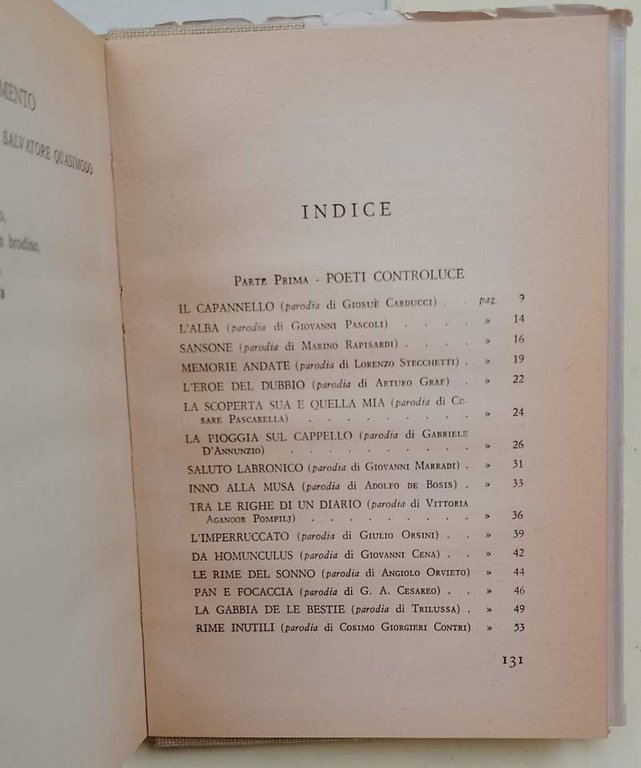 MENTO
SALVATORE QUASIMODO
brodino,
INDICE
PARTE PRIMA - POETI CONTROLUCE
IL CAPANNELLO (parodia di GIOSUÈ CARDUCCI) . . pag. 9
L'ALBA (parodia di GIOVANNI PASCOLI) . . . . » 14
SANSONE (parodia di MARINO RAPISARDI) . . . . » 16
MEMORIE ANDATE (parodia di LORENZO STECCHETTI) . » 19
L'EROE DEL DUBBIO (parodia di ARTURO GRAF) . . » 22
LA SCOPERTA SUA E QUELLA MIA (parodia di CE-
SARE PASCARELLA) . . . . . . . . » 24
LA PIOGGIA SUL CAPPELLO (parodia di GABRIELE
D'ANNUNZIO) . . . . . . . . . » 26
SALUTO LABRONICO (parodia di GIOVANNI MARRADI) . » 31
INNO ALLA MUSA (parodia di ADOLFO DE BOSIS) . . » 33
TRA LE RIGHE DI UN DIARIO (parodia di VITTORIA
AGANOOR POMPILJ) . . . . . . . . » 36
L'IMPERRUCCATO (parodia di GIULIO ORSINI) . . . » 39
DA HOMUNCULUS (parodia di GIOVANNI CENA) . . » 42
LE RIME DEL SONNO (parodia di ANGIOLO ORVIETO) » 44
PAN E FOCACCIA (parodia di G. A. CESAREO) . . » 46
LA GABBIA DE LE BESTIE (parodia di TRILUSSA) . . » 49
RIME INUTILI (parodia di COSIMO GIORGIERI CONTRI) » 53
131